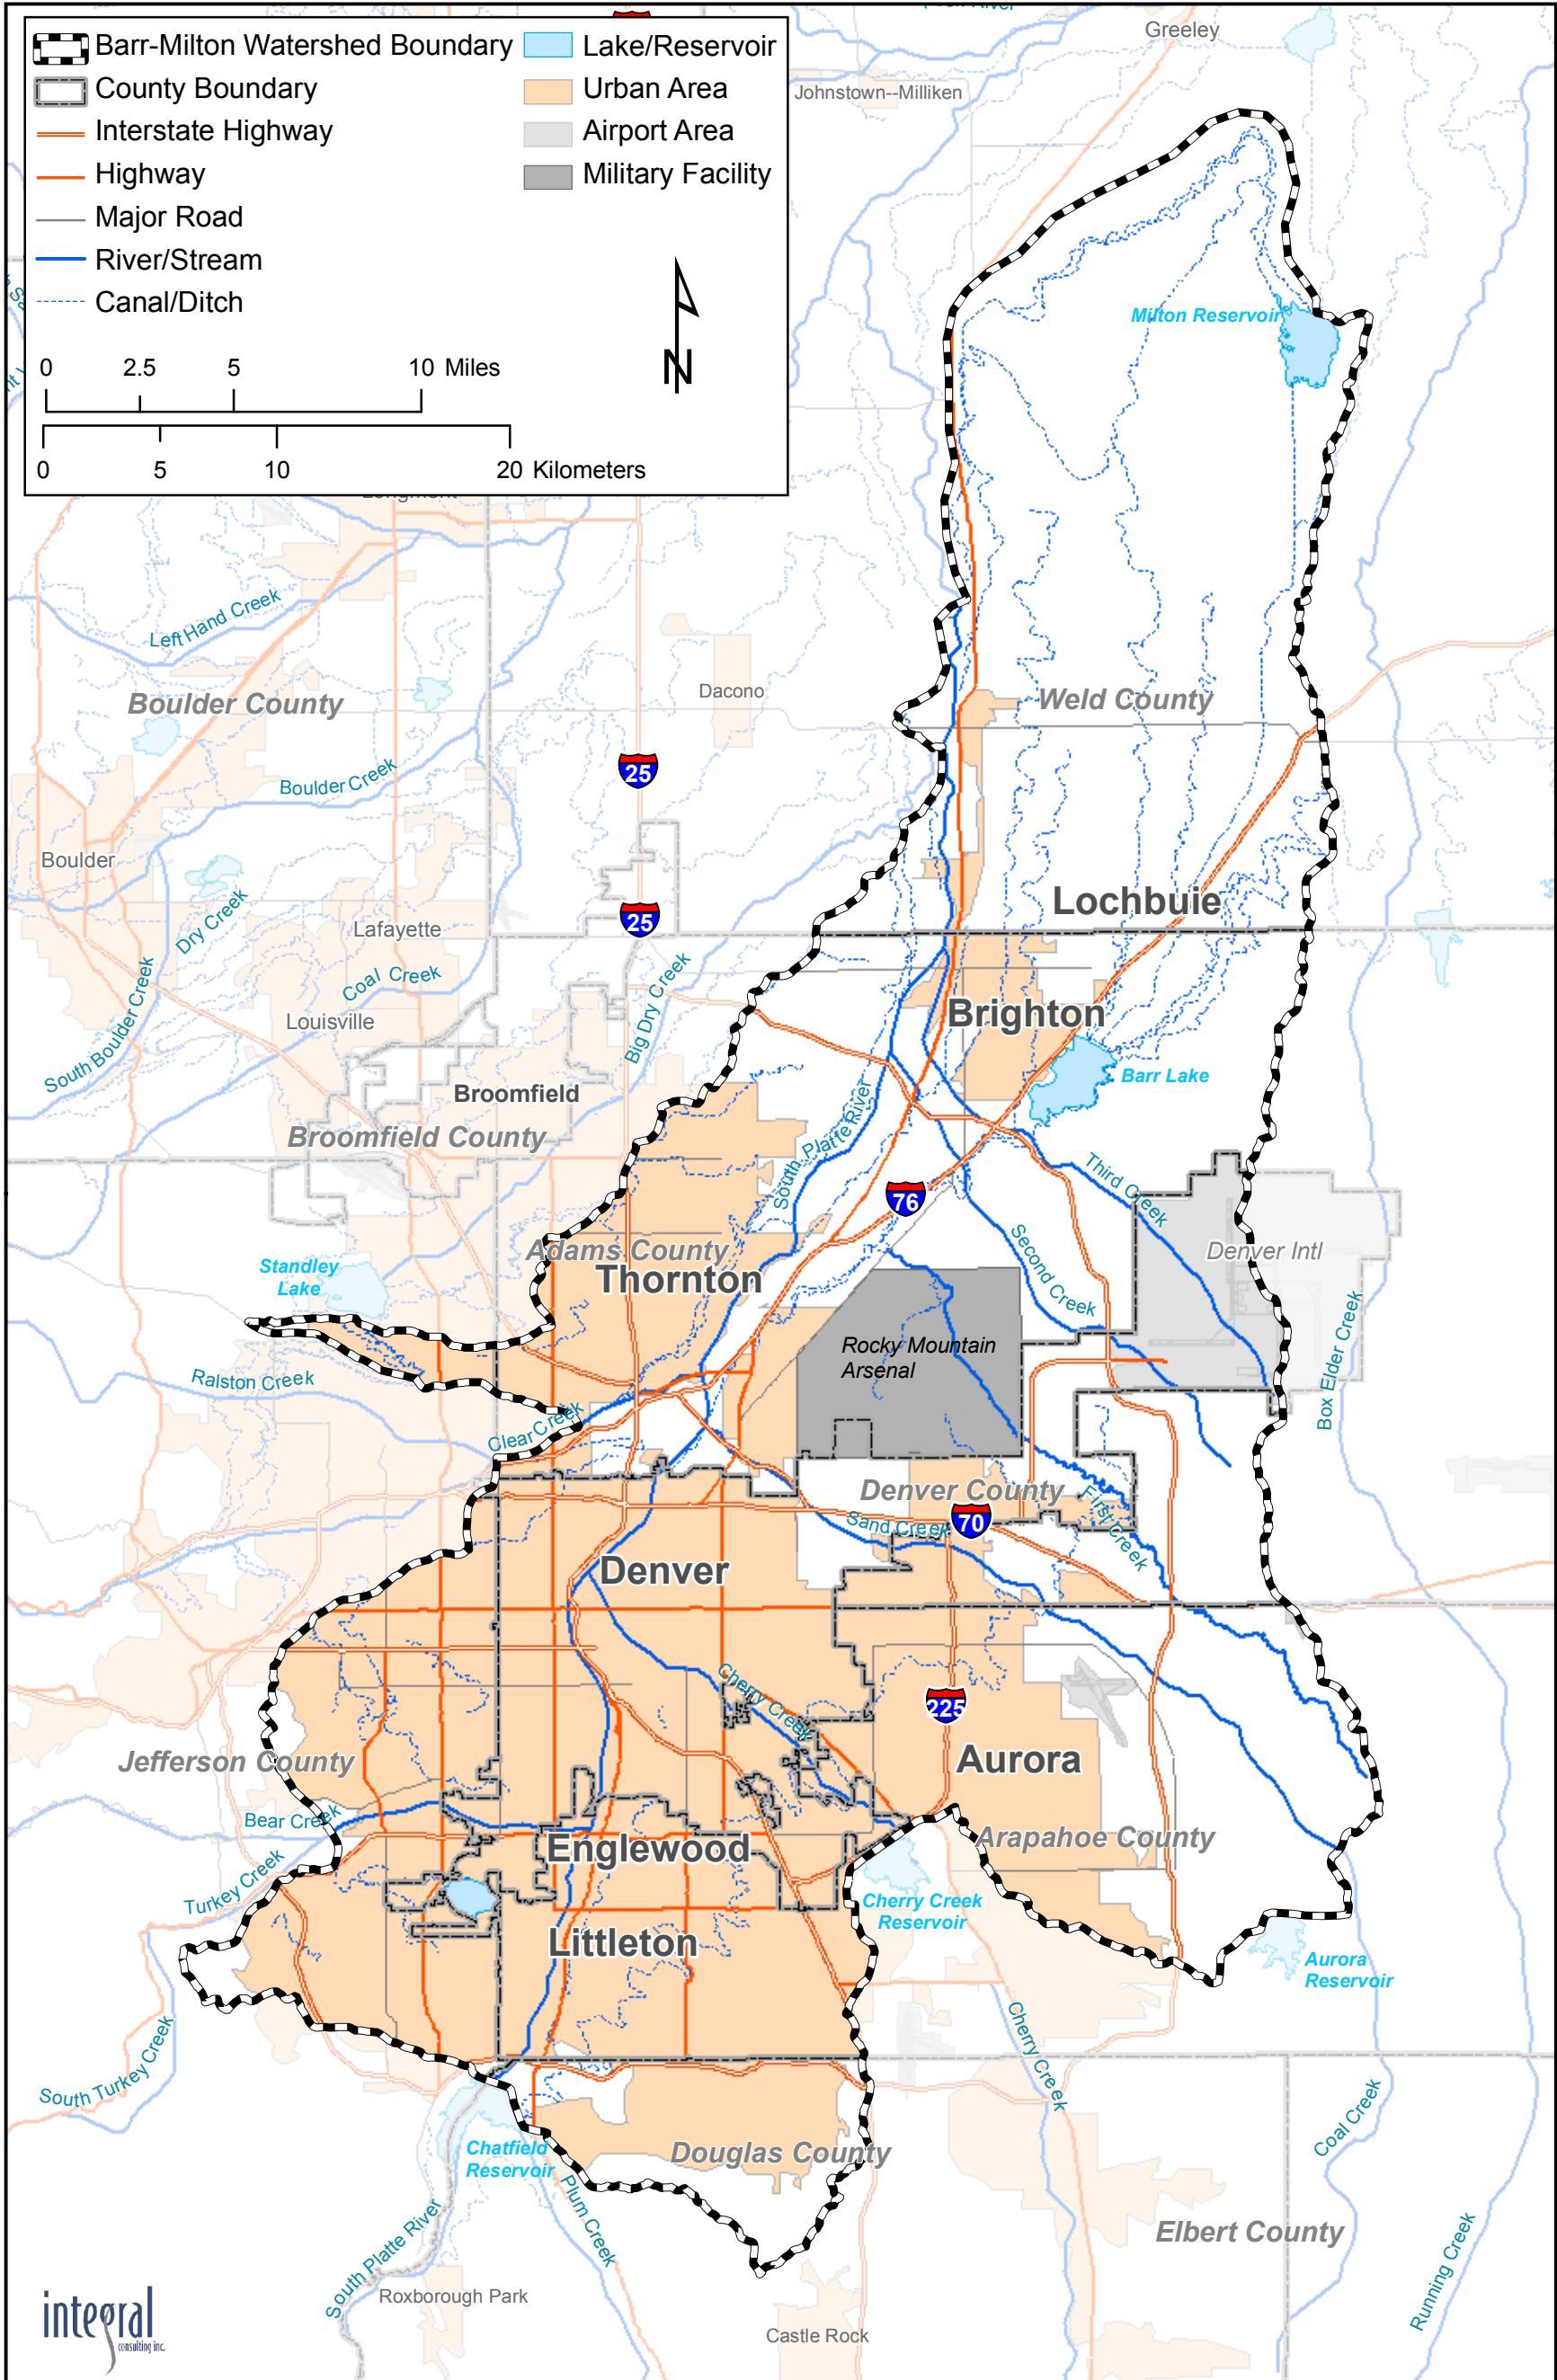 Barr-Milton Watershed Boundary
County Boundary
Interstate Highway
Highway
Major Road
River/Stream
Canal/Ditch
Lake/Reservoir
Urban Area
Airport Area
Military Facility
0 2.5 5 10 Miles
0 5 10 20 Kilometers
N
Greeley
Johnstown--Milliken
Milton Reservoir
Longmont
Left Hand Creek
Boulder County
Dacono
Weld County
25
Boulder Creek
Boulder
Dry Creek
Lafayette
25
Lochbuie
Coal Creek
Louisville
South Boulder Creek
Big Dry Creek
Brighton
Barr Lake
Broomfield
Broomfield County
South Platte River
Third Creek
76
Second Creek
Denver Intl
Adams County
Thornton
Standley
Lake
Rocky Mountain
Arsenal
Box Elder Creek
Ralston Creek
Clear Creek
Denver County
First Creek
Sand Creek
70
Denver
Cherry Creek
225
Aurora
Jefferson County
Bear Creek
Englewood
Arapahoe County
Turkey Creek
Cherry Creek
Reservoir
Littleton
Aurora
Reservoir
South Turkey Creek
Cherry Creek
Coal Creek
Chatfield
Reservoir
Douglas County
Plum Creek
South Platte River
Elbert County
Running Creek
Roxborough Park
Castle Rock
integral
consulting inc.